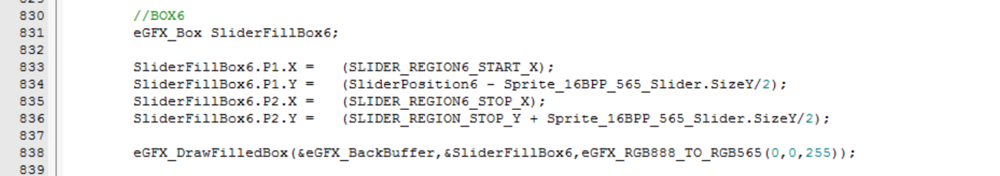 829
830 //BOX6
831 eGFX_Box SliderFillBox6;
832
833 SliderFillBox6.P1.X = (SLIDER_REGION6_START_X);
834 SliderFillBox6.P1.Y = (SliderPosition6 - Sprite_16BPP_565_Slider.SizeY/2);
835 SliderFillBox6.P2.X = (SLIDER_REGION6_STOP_X);
836 SliderFillBox6.P2.Y = (SLIDER_REGION_STOP_Y + Sprite_16BPP_565_Slider.SizeY/2);
837
838 eGFX_DrawFilledBox(&eGFX_BackBuffer,&SliderFillBox6,eGFX_RGB888_TO_RGB565(0,0,255));
839